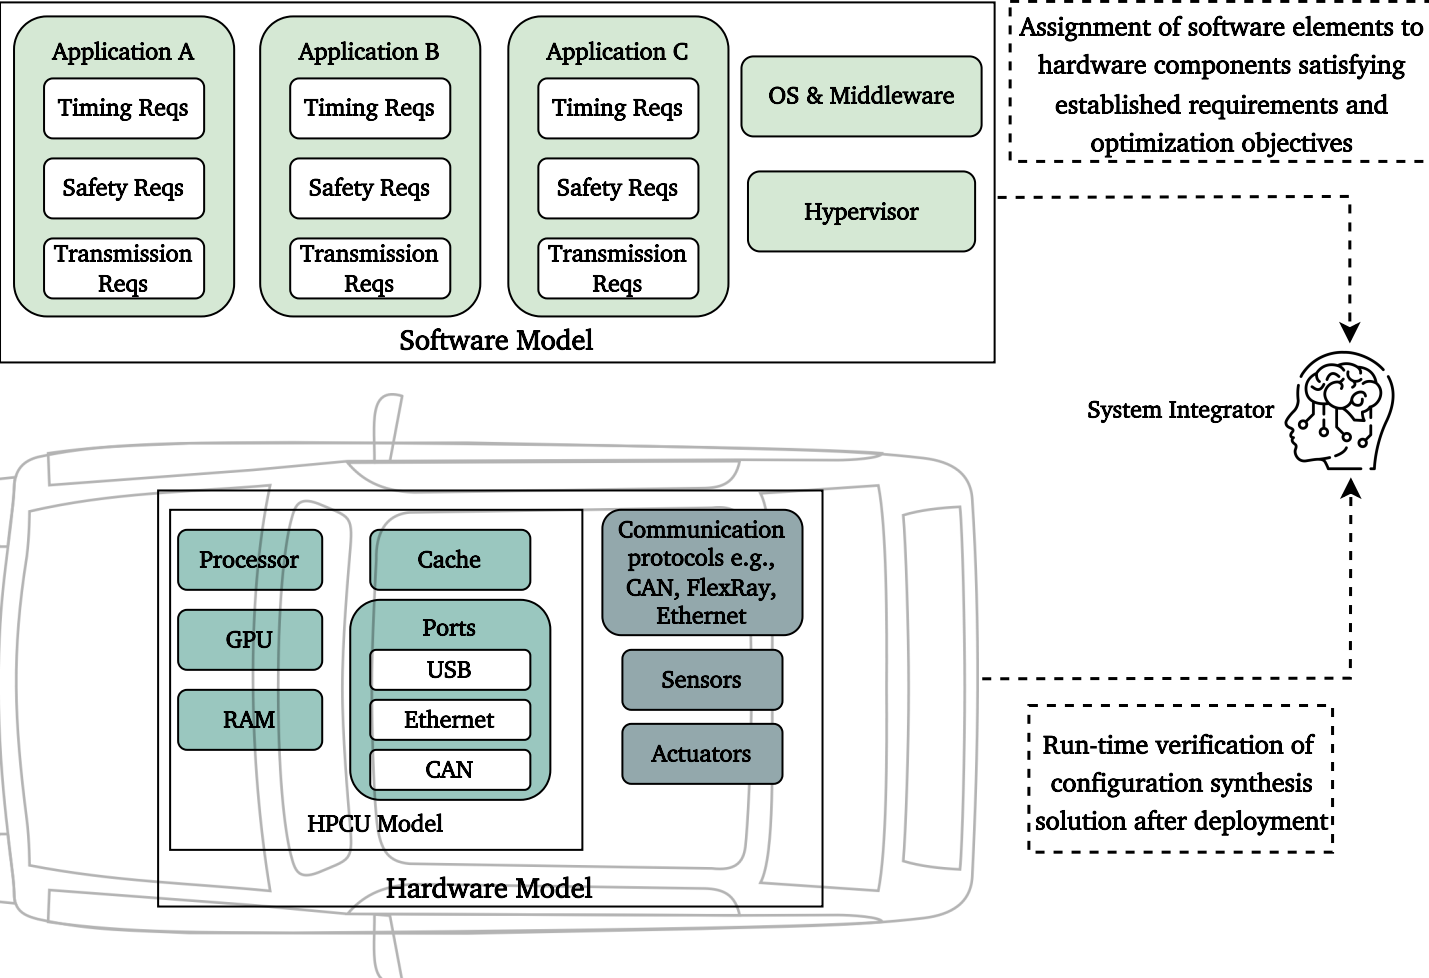 Application A
Timing Reqs
Safety Reqs
Transmission
Reqs
Application B
Timing Reqs
Safety Reqs
Transmission
Reqs
Application C
Timing Reqs
Safety Reqs
Transmission
Reqs
OS & Middleware
Hypervisor
Software Model
Assignment of software elements to
hardware components satisfying
established requirements and
optimization objectives
System Integrator
Processor
GPU
RAM
Cache
Ports
USB
Ethernet
CAN
HPCU Model
Communication
protocols e.g.,
CAN, FlexRay,
Ethernet
Sensors
Actuators
Hardware Model
Run-time verification of
configuration synthesis
solution after deployment